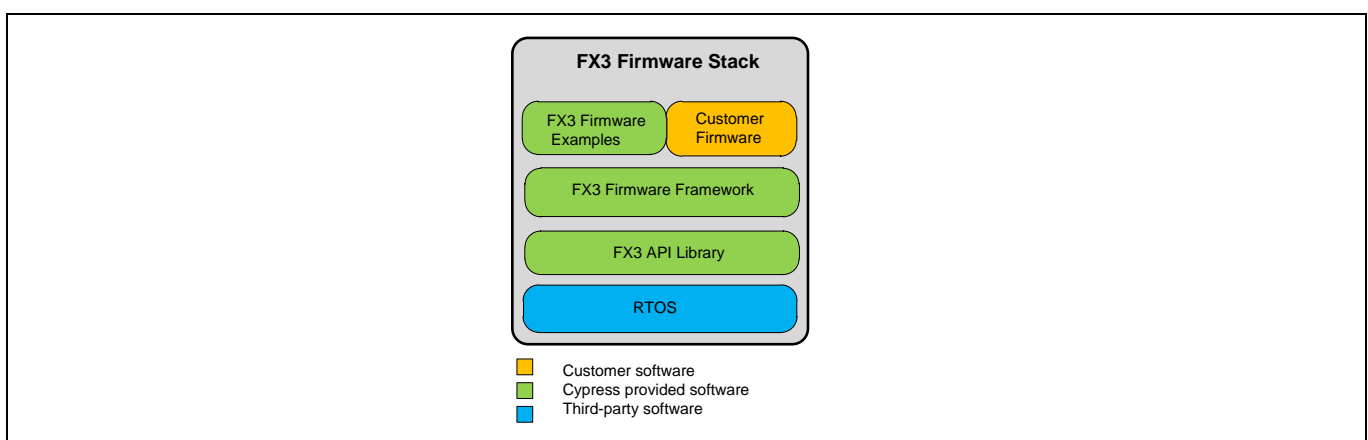 FX3 Firmware Stack
FX3 Firmware
Examples
Customer
Firmware
FX3 Firmware Framework
FX3 API Library
RTOS
Customer software
Cypress provided software
Third-party software